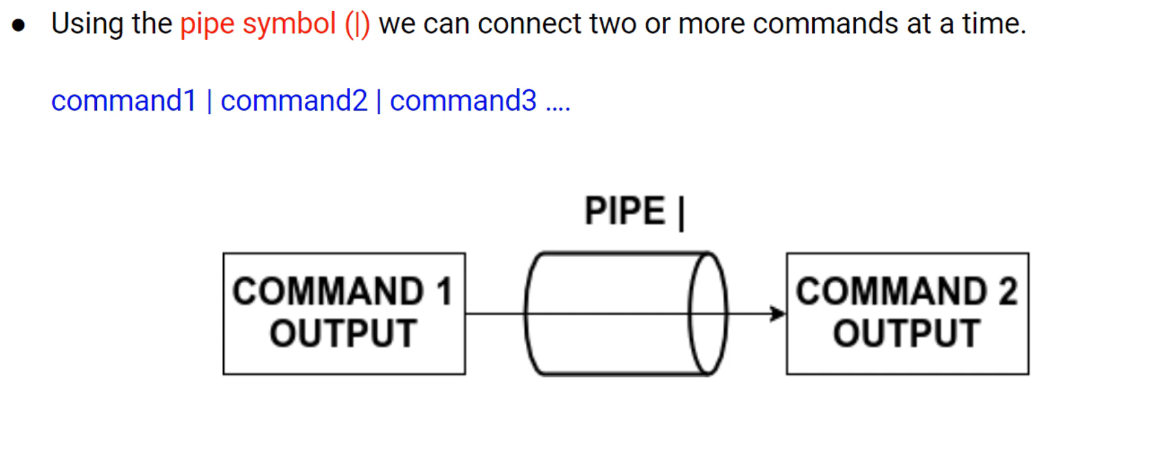 ● Using the pipe symbol (|) we can connect two or more commands at a time.
command1 | command2 | command3 ....
PIPE |
COMMAND 1
OUTPUT
COMMAND 2
OUTPUT